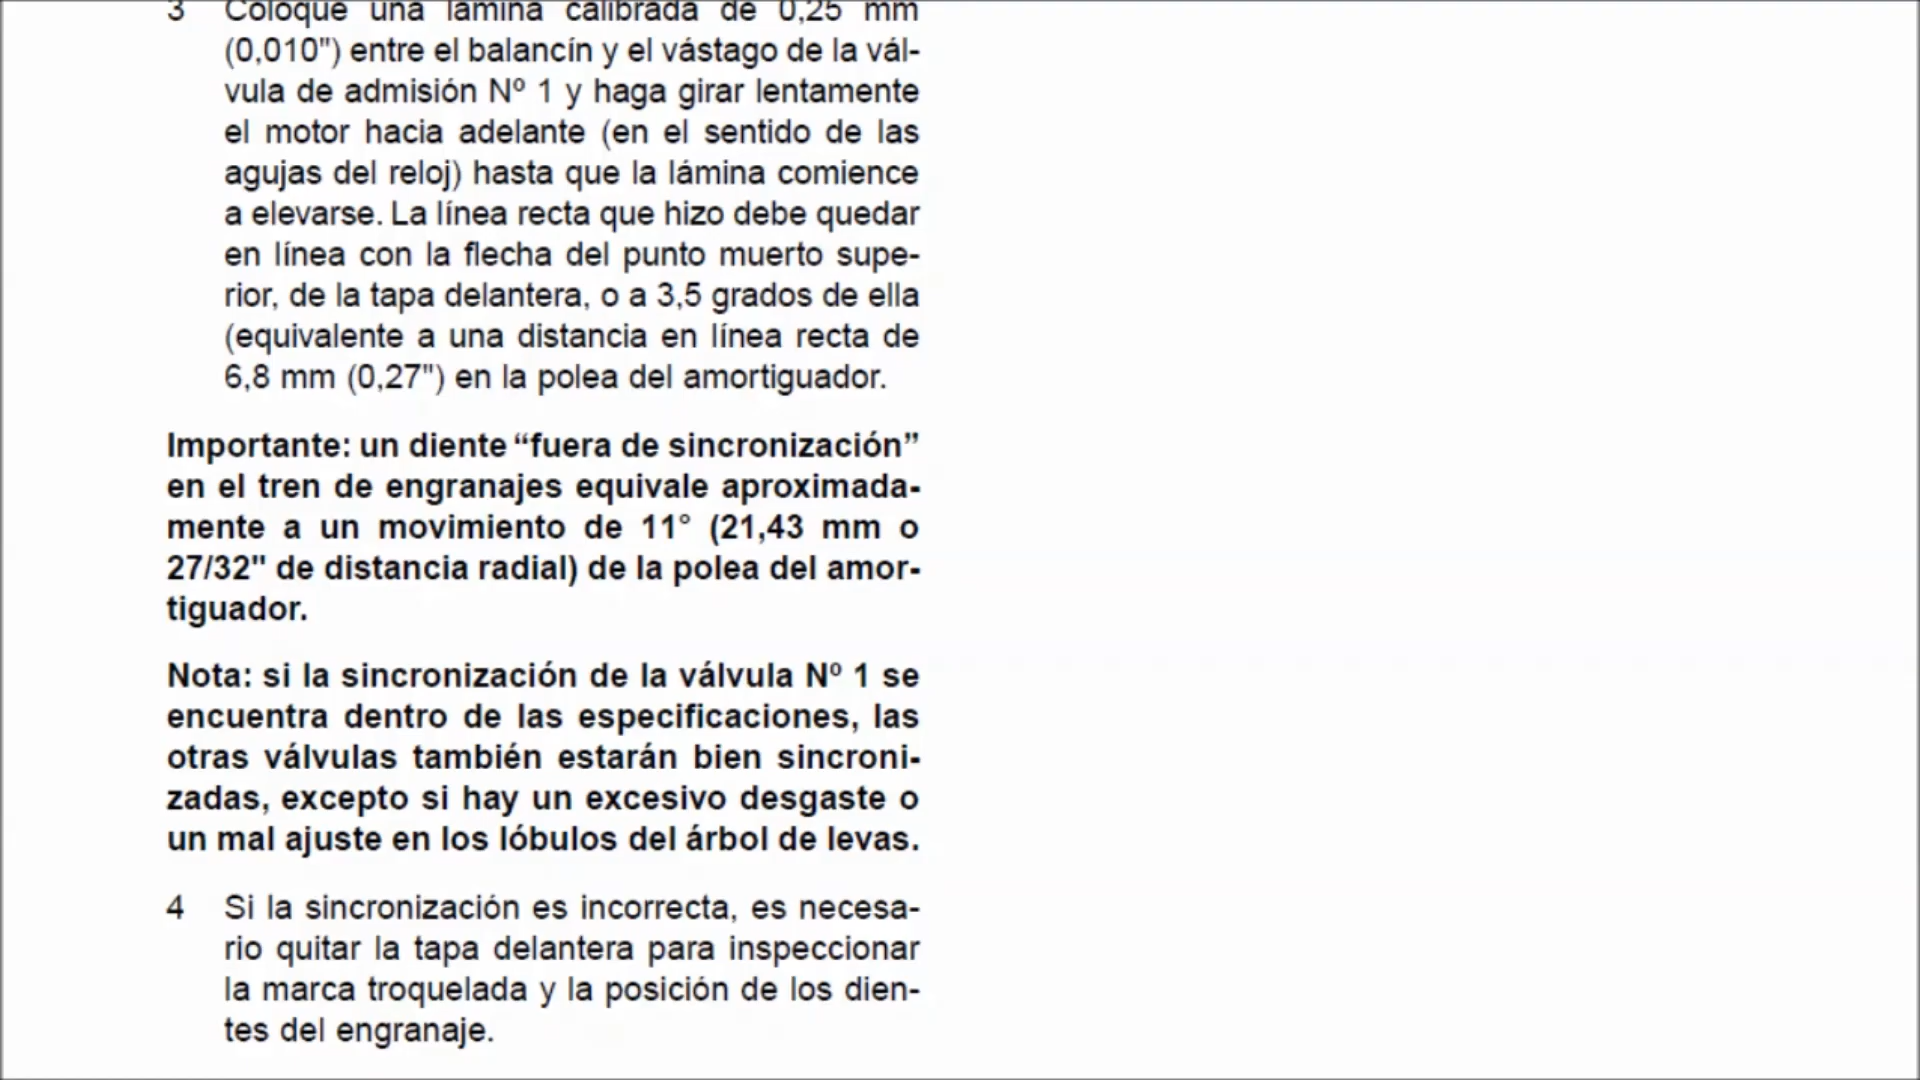 3 Coloque una lámina calibrada de 0,25 mm
(0,010") entre el balancín y el vástago de la vál-
vula de admisión Nº 1 y haga girar lentamente
el motor hacia adelante (en el sentido de las
agujas del reloj) hasta que la lámina comience
a elevarse. La línea recta que hizo debe quedar
en línea con la flecha del punto muerto supe-
rior, de la tapa delantera, o a 3,5 grados de ella
(equivalente a una distancia en línea recta de
6,8 mm (0,27") en la polea del amortiguador.
Importante: un diente “fuera de sincronización”
en el tren de engranajes equivale aproximada-
mente a un movimiento de 11° (21,43 mm o
27/32" de distancia radial) de la polea del amor-
tiguador.
Nota: si la sincronización de la válvula Nº 1 se
encuentra dentro de las especificaciones, las
otras válvulas también estarán bien sincroni-
zadas, excepto si hay un excesivo desgaste o
un mal ajuste en los lóbulos del árbol de levas.
4 Si la sincronización es incorrecta, es necesa-
rio quitar la tapa delantera para inspeccionar
la marca troquelada y la posición de los dien-
tes del engranaje.